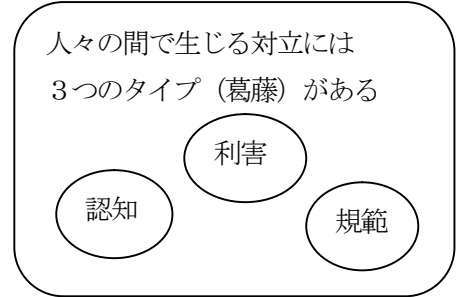 人々の間で生じる対立には
３つのタイプ（葛藤）がある
利害
認知
規範